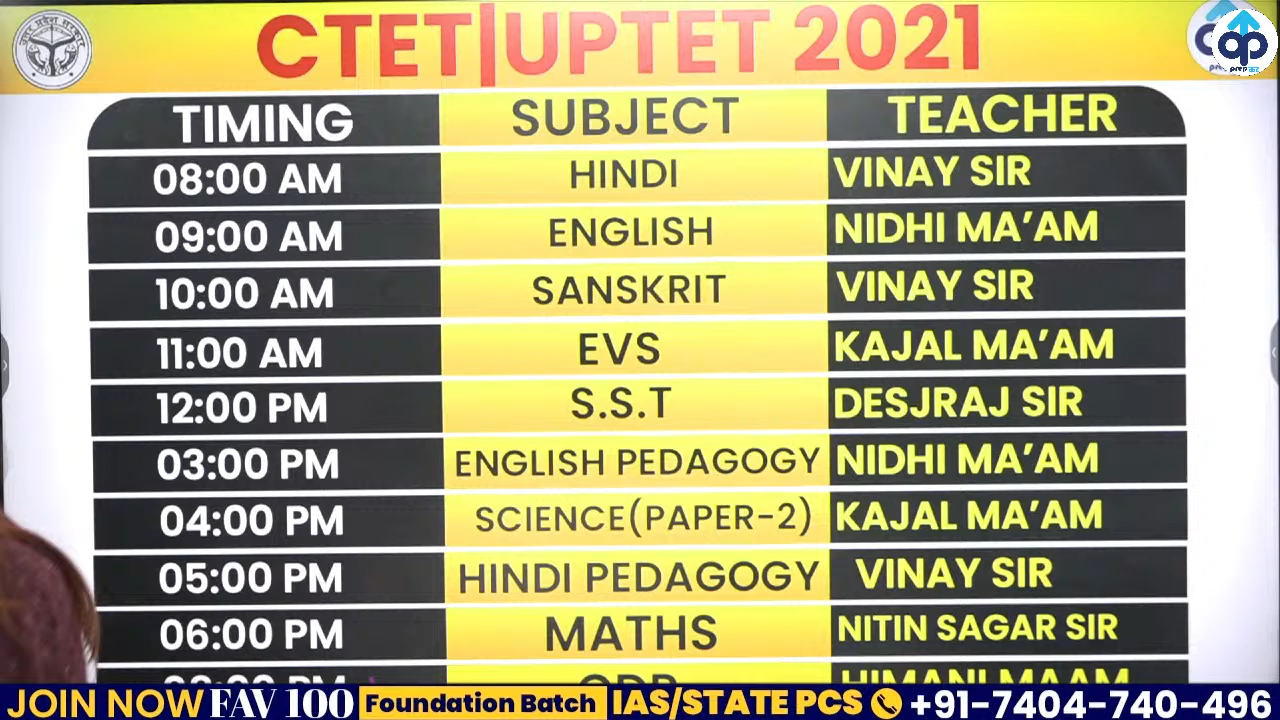 CTET|UPTET 2021
TIMING SUBJECT TEACHER
08:00 AM HINDI VINAY SIR
09:00 AM ENGLISH NIDHI MA'AM
10:00 AM SANSKRIT VINAY SIR
11:00 AM EVS KAJAL MA'AM
12:00 PM S.S.T DESJRAJ SIR
03:00 PM ENGLISH PEDAGOGY NIDHI MA'AM
04:00 PM SCIENCE(PAPER-2) KAJAL MA'AM
05:00 PM HINDI PEDAGOGY VINAY SIR
06:00 PM MATHS NITIN SAGAR SIR
HIMANI MAAM
JOIN NOW FAV 100 Foundation Batch IAS/STATE PCS +91-7404-740-496